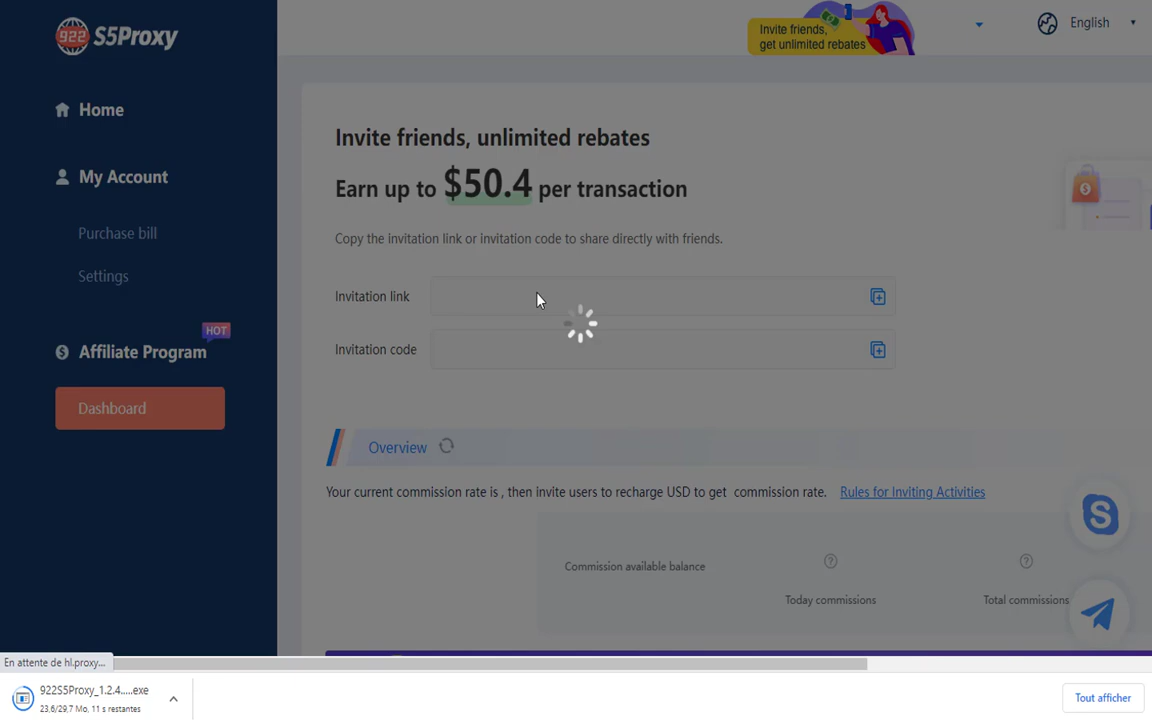 922 S5Proxy
Invite friends,
get unlimited rebates
English
Home
My Account
Purchase bill
Settings
HOT
Affiliate Program
Dashboard
Invite friends, unlimited rebates
Earn up to $50.4 per transaction
Copy the invitation link or invitation code to share directly with friends.
Invitation link
Invitation code
Overview
Your current commission rate is , then invite users to recharge USD to get commission rate. Rules for Inviting Activities
Commission available balance
Today commissions
Total commissions
En attente de hl.proxy...
922S5Proxy_1.2.4.....exe
23,6/29,7 Mo, 11 s restantes
Tout afficher